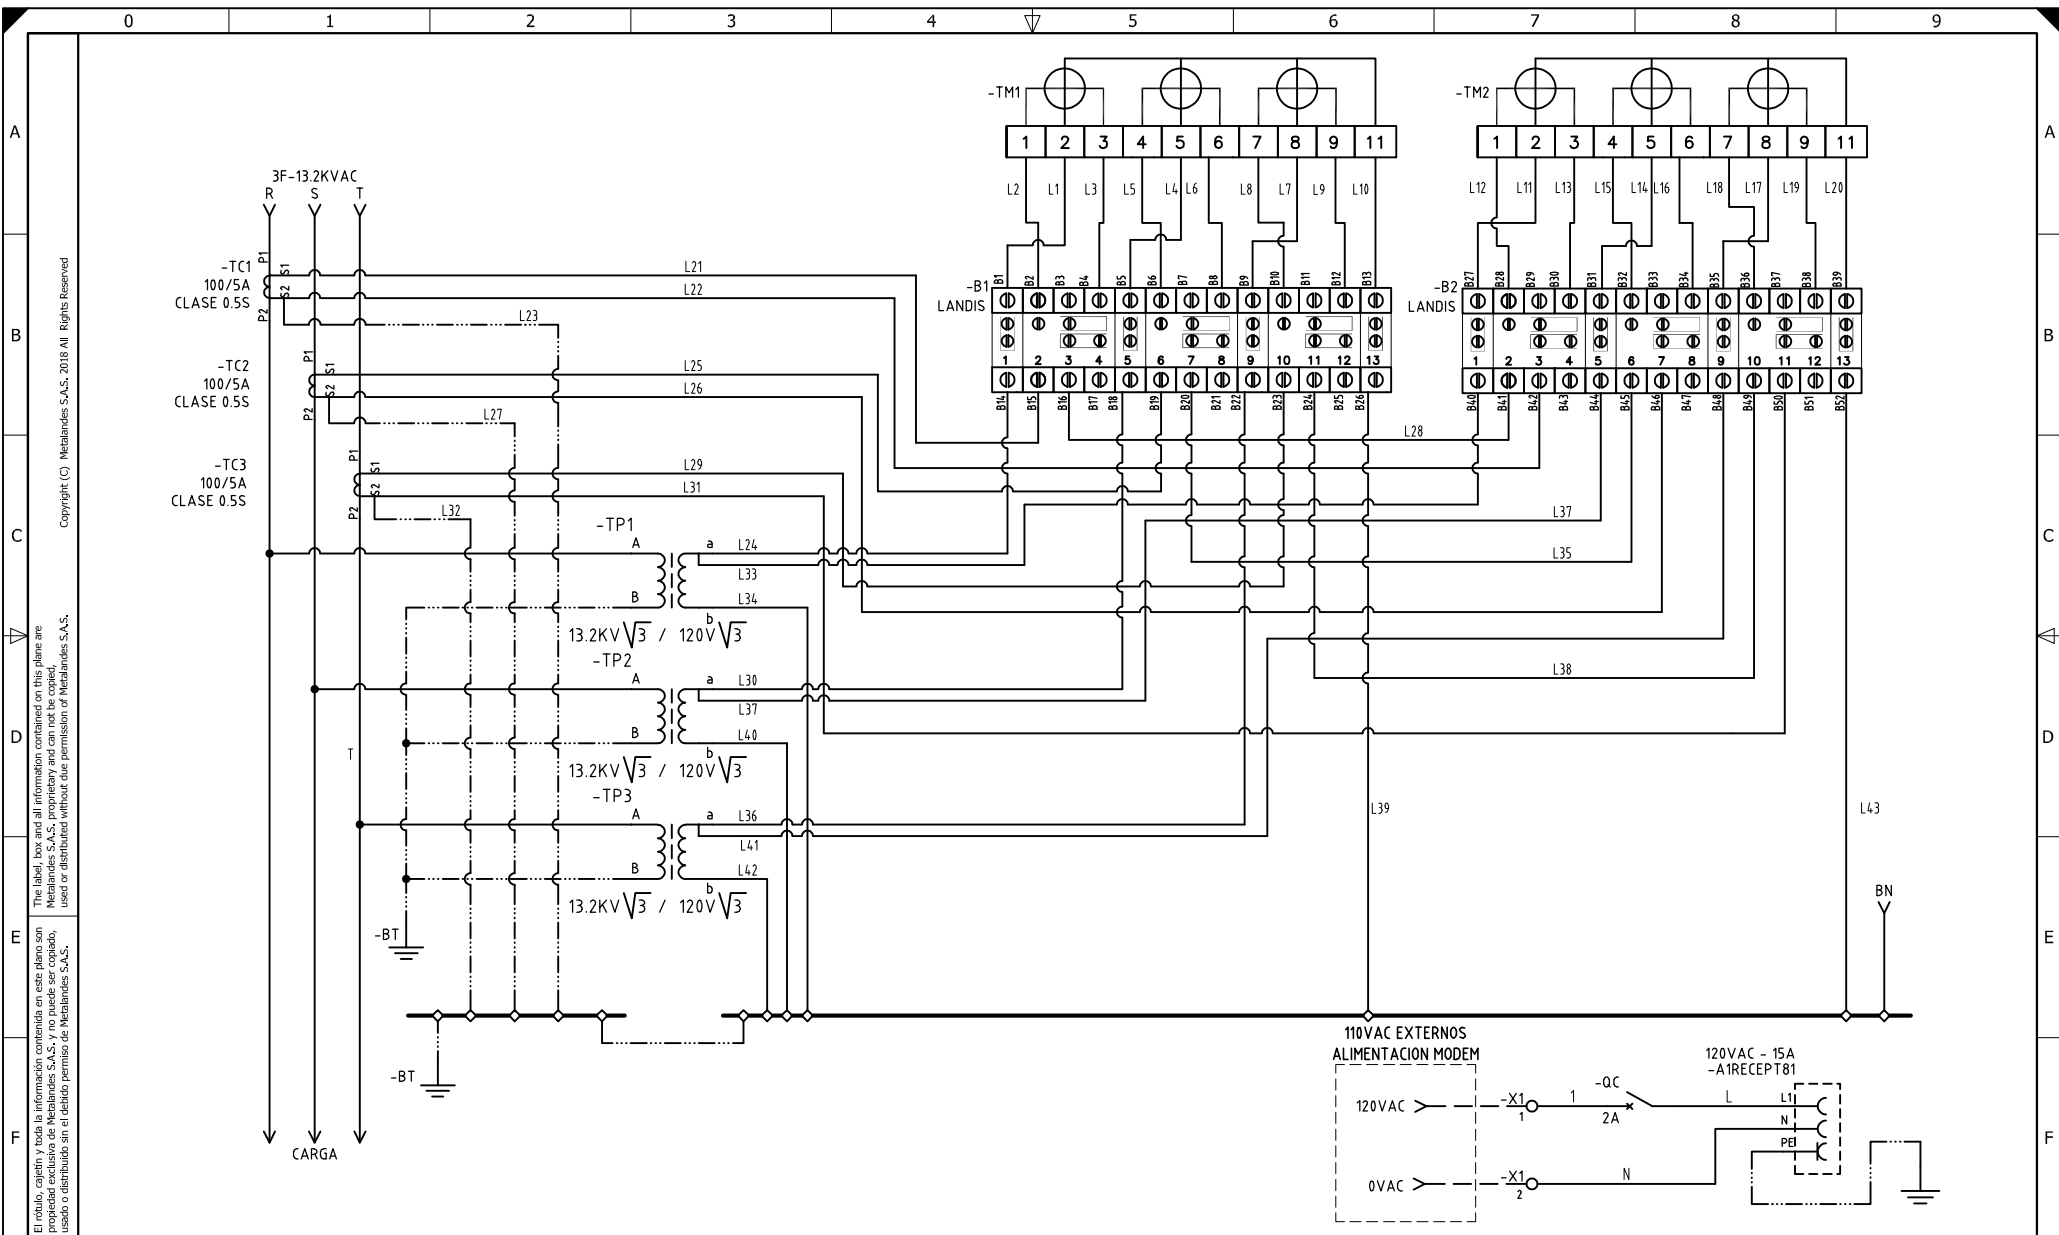 0 1 2 3 4 5 6 7 8 9
A
B
C
D
E
F
A
B
C
D
E
F
Copyright (C) Metalandes S.A.S. 2018 All Rights Reserved
The label, box and all information contained on this plane are
Metalandes S.A.S. proprietary and can not be copied,
used or distributed without due permission of Metalandes S.A.S.
El rótulo, cajetín y toda la información contenida en este plano son
propiedad exclusiva de Metalandes S.A.S. y no puede ser copiado,
usado o distribuido sin el debido permiso de Metalandes S.A.S.
-TM1
1 2 3 4 5 6 7 8 9 11
L2 L1 L3 L5 L4 L6 L8 L7 L9 L10
-TM2
1 2 3 4 5 6 7 8 9 11
L12 L11 L13 L15 L14 L16 L18 L17 L19 L20
3F-13.2KVAC
R S T
-TC1
100/5A
CLASE 0.5S
P1 S1
S2 P2
L21
L22
L23
-TC2
100/5A
CLASE 0.5S
P1 S1
S2 P2
L25
L26
L27
-TC3
100/5A
CLASE 0.5S
P1 S1
S2 P2
L29
L31
L32
-B1
LANDIS
B1 B2 B3 B4 B5 B6 B7 B8 B9 B10 B11 B12 B13
1 2 3 4 5 6 7 8 9 10 11 12 13
B14 B15 B16 B17 B18 B19 B20 B21 B22 B23 B24 B25 B26
-B2
LANDIS
B27 B28 B29 B30 B31 B32 B33 B34 B35 B36 B37 B38 B39
1 2 3 4 5 6 7 8 9 10 11 12 13
B40 B41 B42 B43 B44 B45 B46 B47 B48 B49 B50 B51 B52
L28
L37
L35
L38
L39
L43
-TP1
A a L24
L33
B L34
b
13.2KV√3 / 120V√3
-TP2
A a L30
L37
B L40
b
13.2KV√3 / 120V√3
T
-TP3
A a L36
L41
B L42
b
13.2KV√3 / 120V√3
-BT
-BT
BN
CARGA
110VAC EXTERNOS
ALIMENTACION MODEM
120VAC
-X1
1
1
-QC
2A
L
120VAC - 15A
-A1RECEPT81
L1
N
PE
0VAC
-X1
2
N